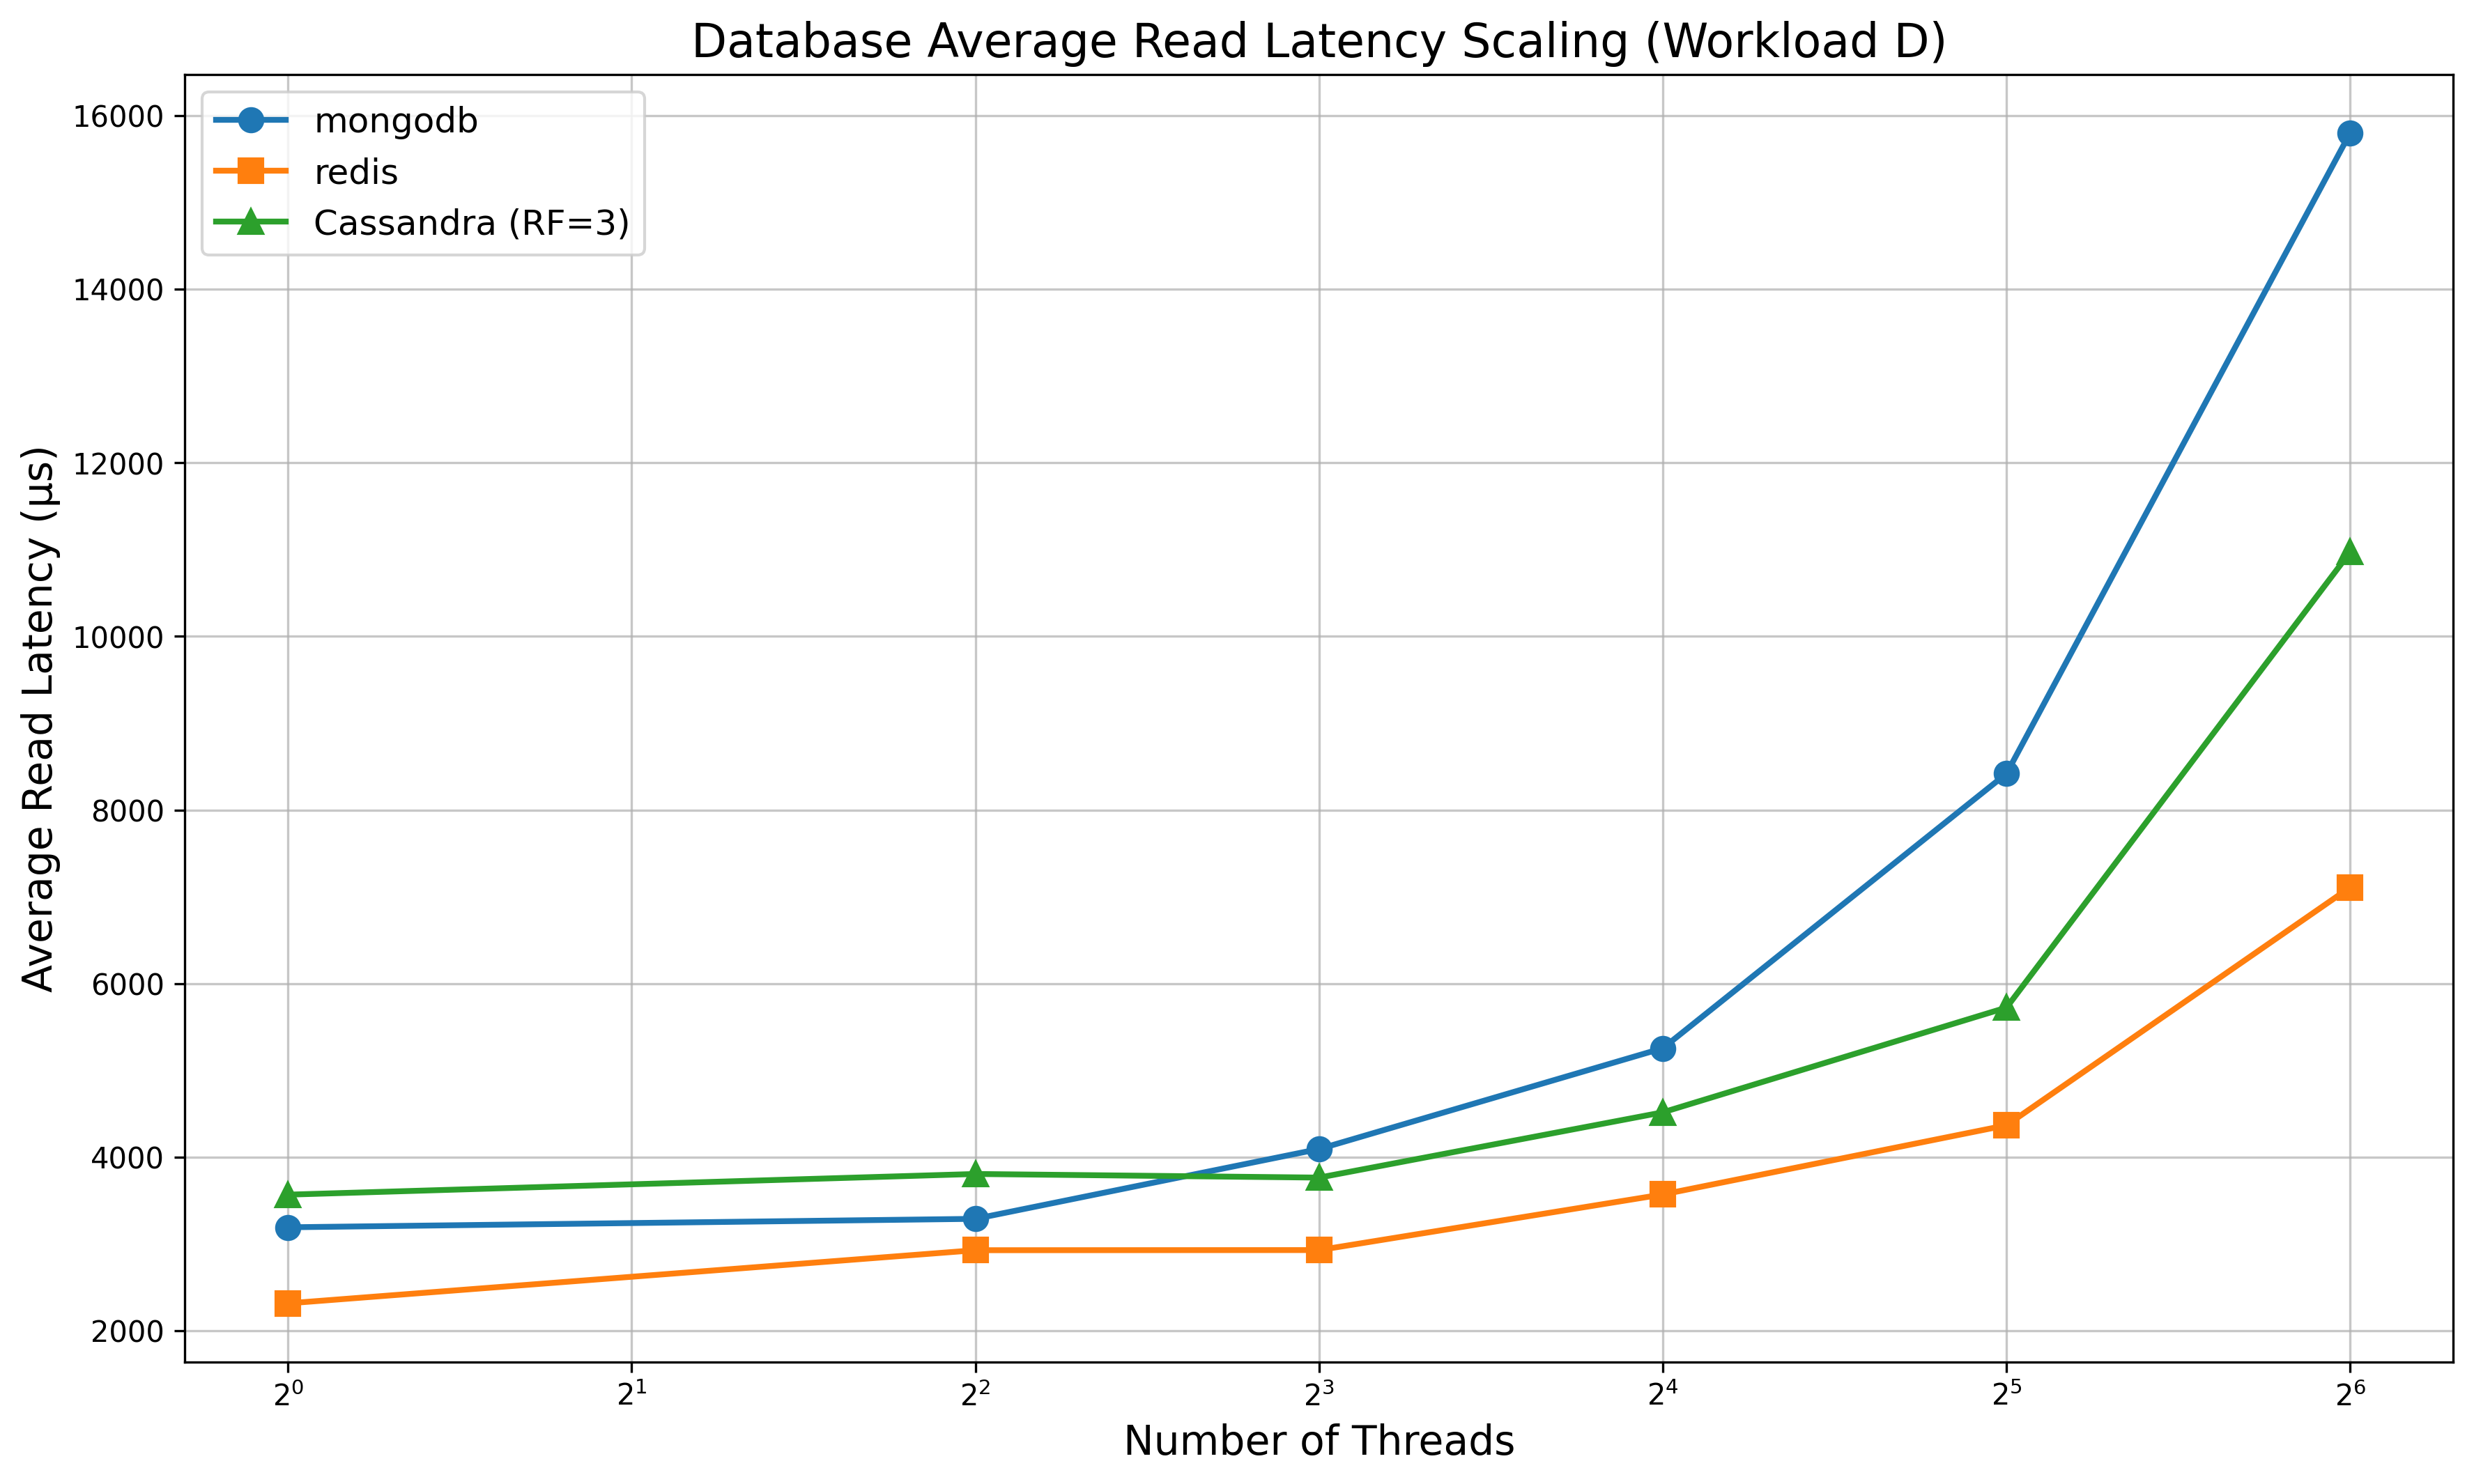 Database Average Read Latency Scaling (Workload D)
mongodb
redis
Cassandra (RF=3)
Average Read Latency (µs)
16000
14000
12000
10000
8000
6000
4000
2000
2⁰ 2¹ 2² 2³ 2⁴ 2⁵ 2⁶
Number of Threads